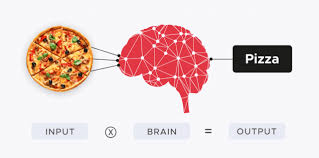 Pizza
INPUT ⓧ BRAIN = OUTPUT